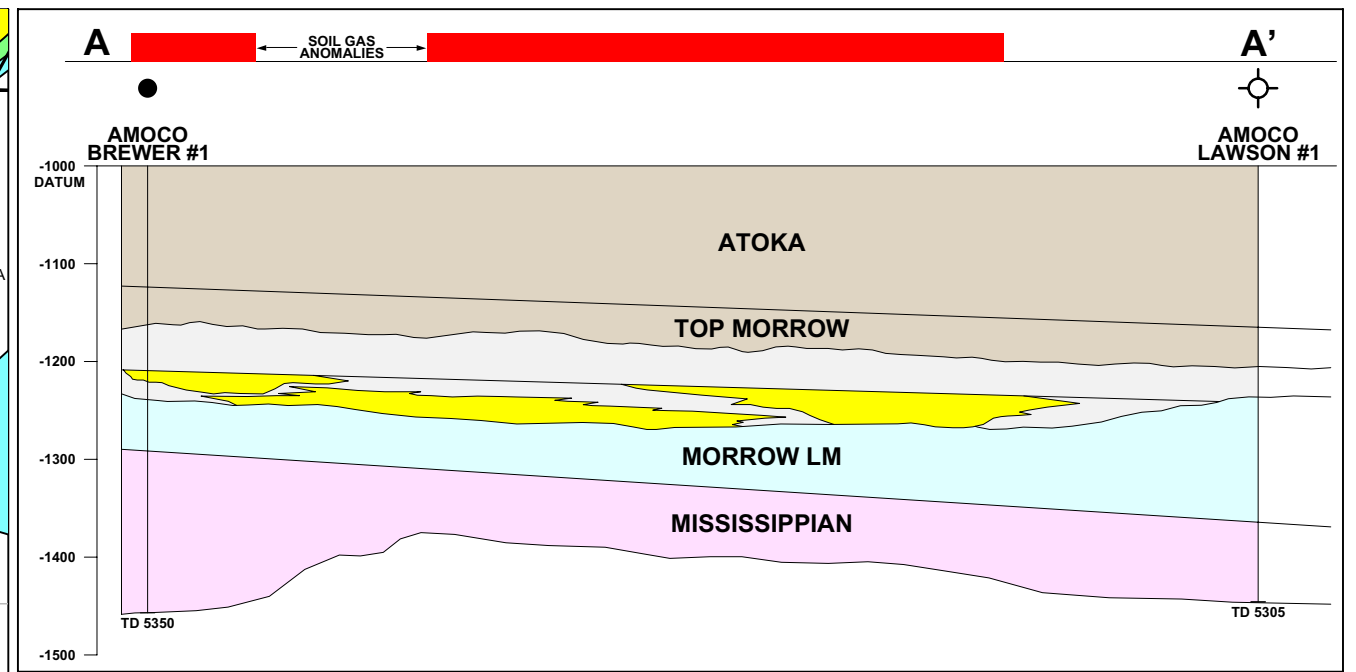 A
SOIL GAS
ANOMALIES
A’
AMOCO
BREWER #1
AMOCO
LAWSON #1
-1000
DATUM
ATOKA
-1100
A
TOP MORROW
-1200
-1300
MORROW LM
MISSISSIPPIAN
-1400
TD 5350
TD 5305
-1500